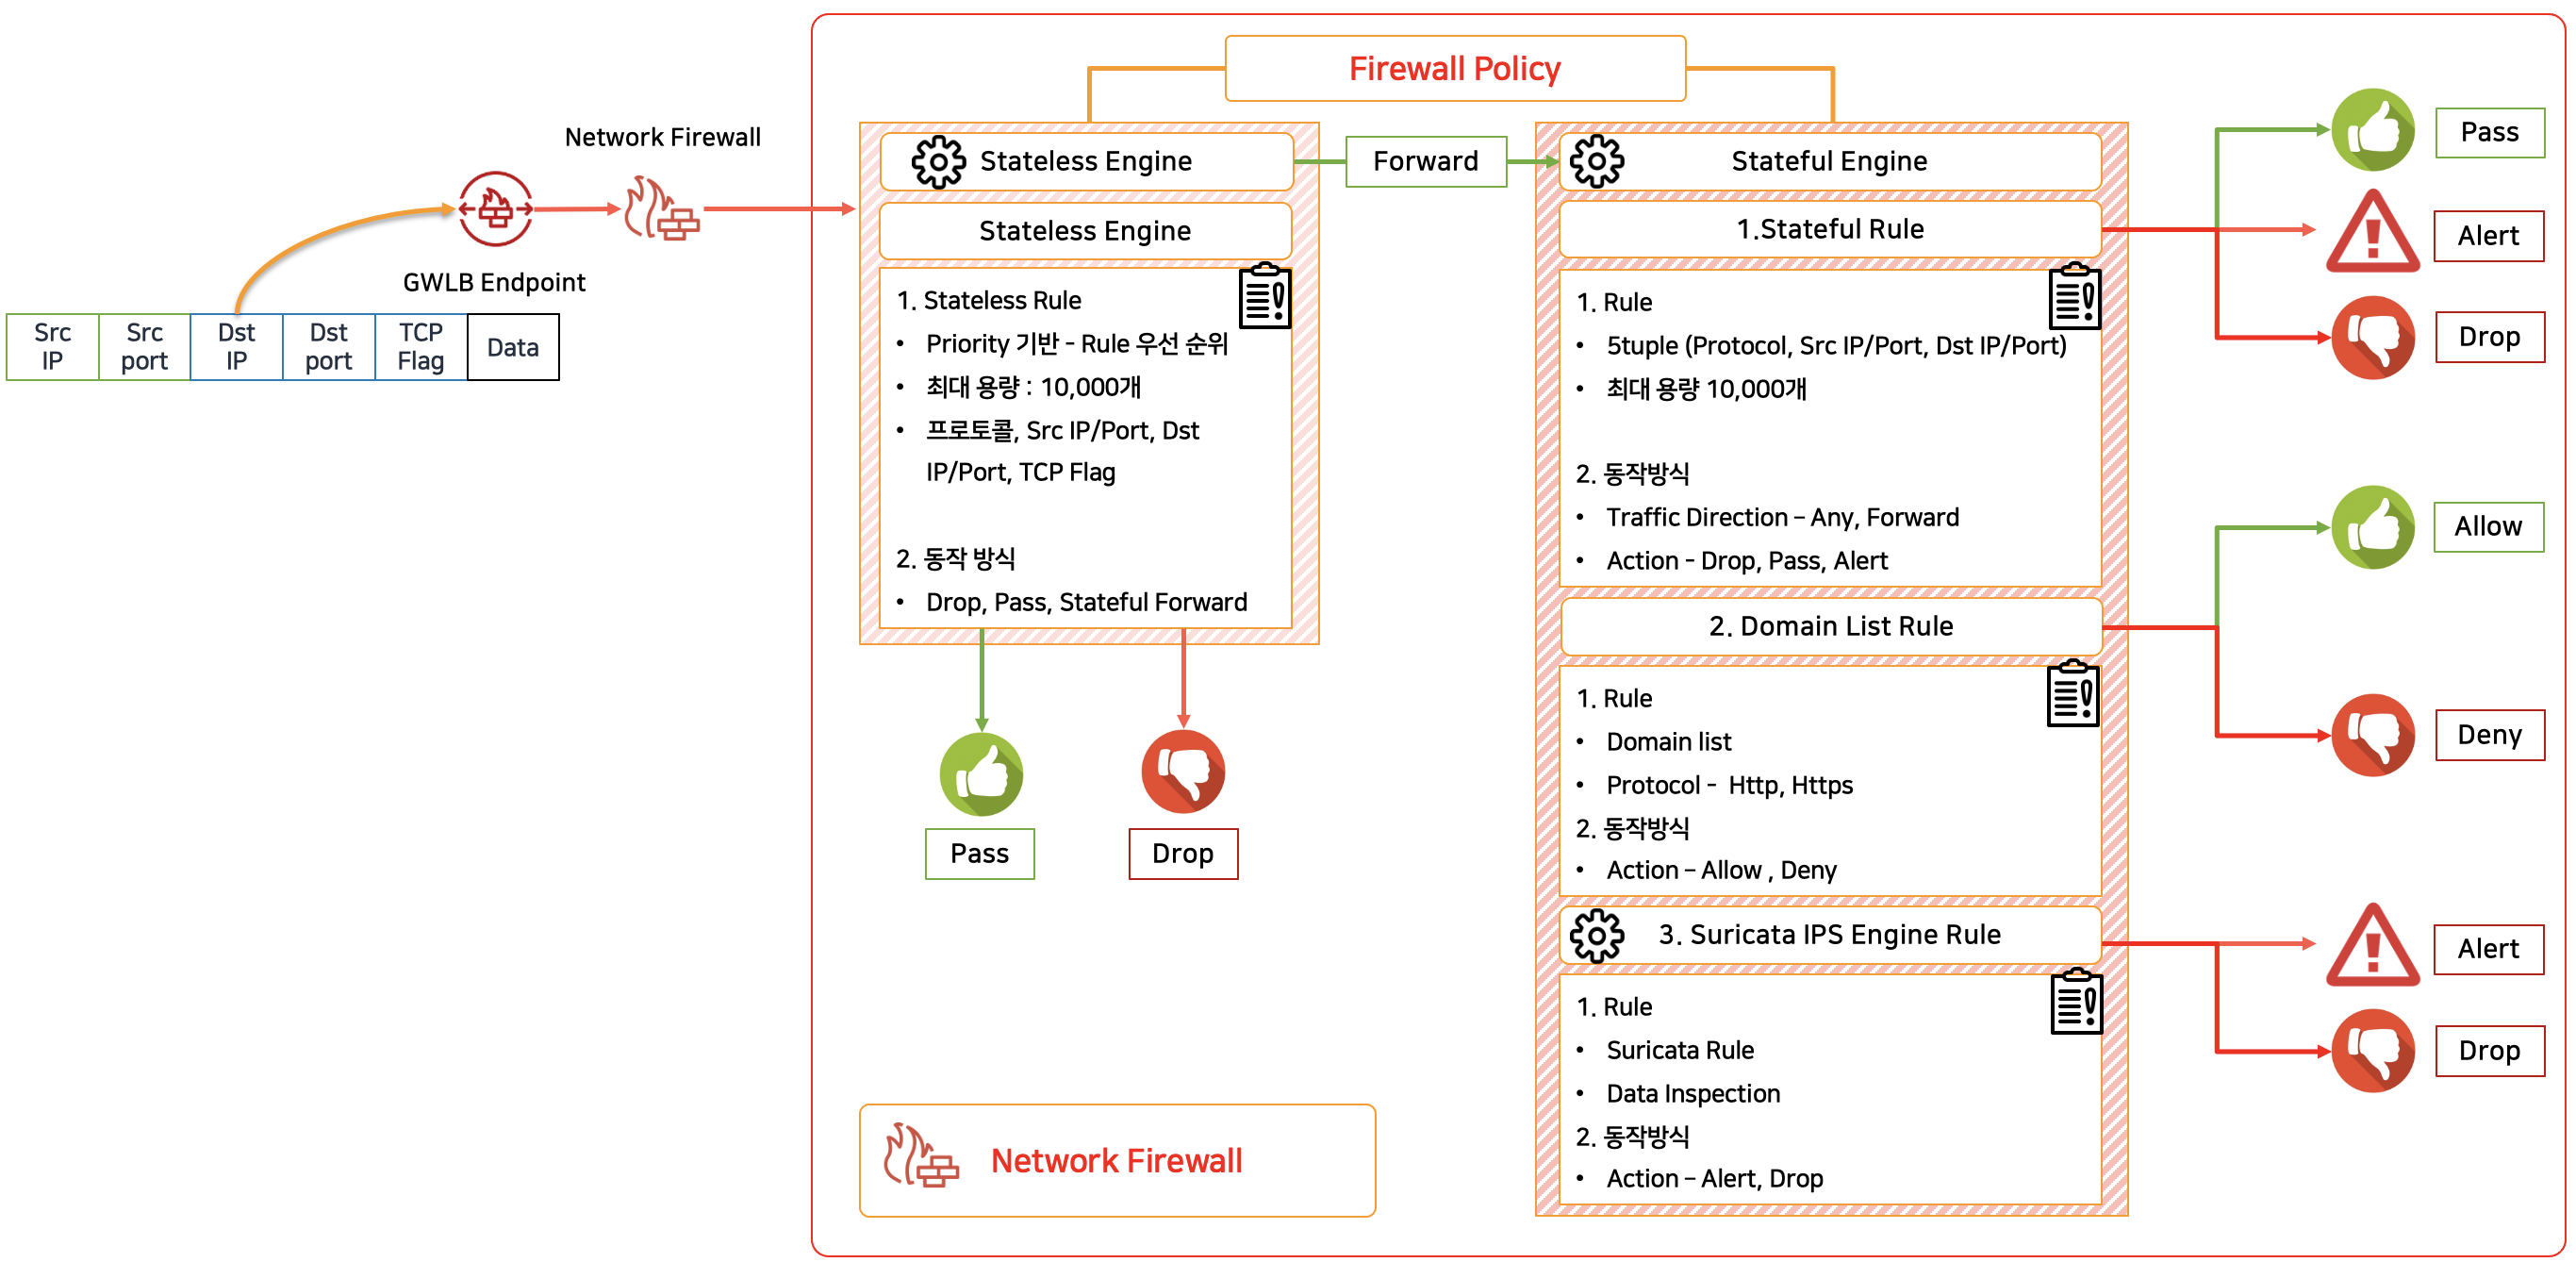 Firewall Policy
Network Firewall
GWLB Endpoint
Src
IP
Src
port
Dst
IP
Dst
port
TCP
Flag
Data
Stateless Engine
Stateless Engine
1. Stateless Rule
• Priority 기반 - Rule 우선 순위
• 최대 용량 : 10,000개
• 프로토콜, Src IP/Port, Dst
IP/Port, TCP Flag
2. 동작 방식
• Drop, Pass, Stateful Forward
Pass
Drop
Forward
Stateful Engine
1.Stateful Rule
1. Rule
• 5tuple (Protocol, Src IP/Port, Dst IP/Port)
• 최대 용량 10,000개
2. 동작방식
• Traffic Direction – Any, Forward
• Action - Drop, Pass, Alert
Pass
Alert
Drop
2. Domain List Rule
1. Rule
• Domain list
• Protocol - Http, Https
2. 동작방식
• Action – Allow , Deny
Allow
Deny
3. Suricata IPS Engine Rule
1. Rule
• Suricata Rule
• Data Inspection
2. 동작방식
• Action – Alert, Drop
Alert
Drop
Network Firewall